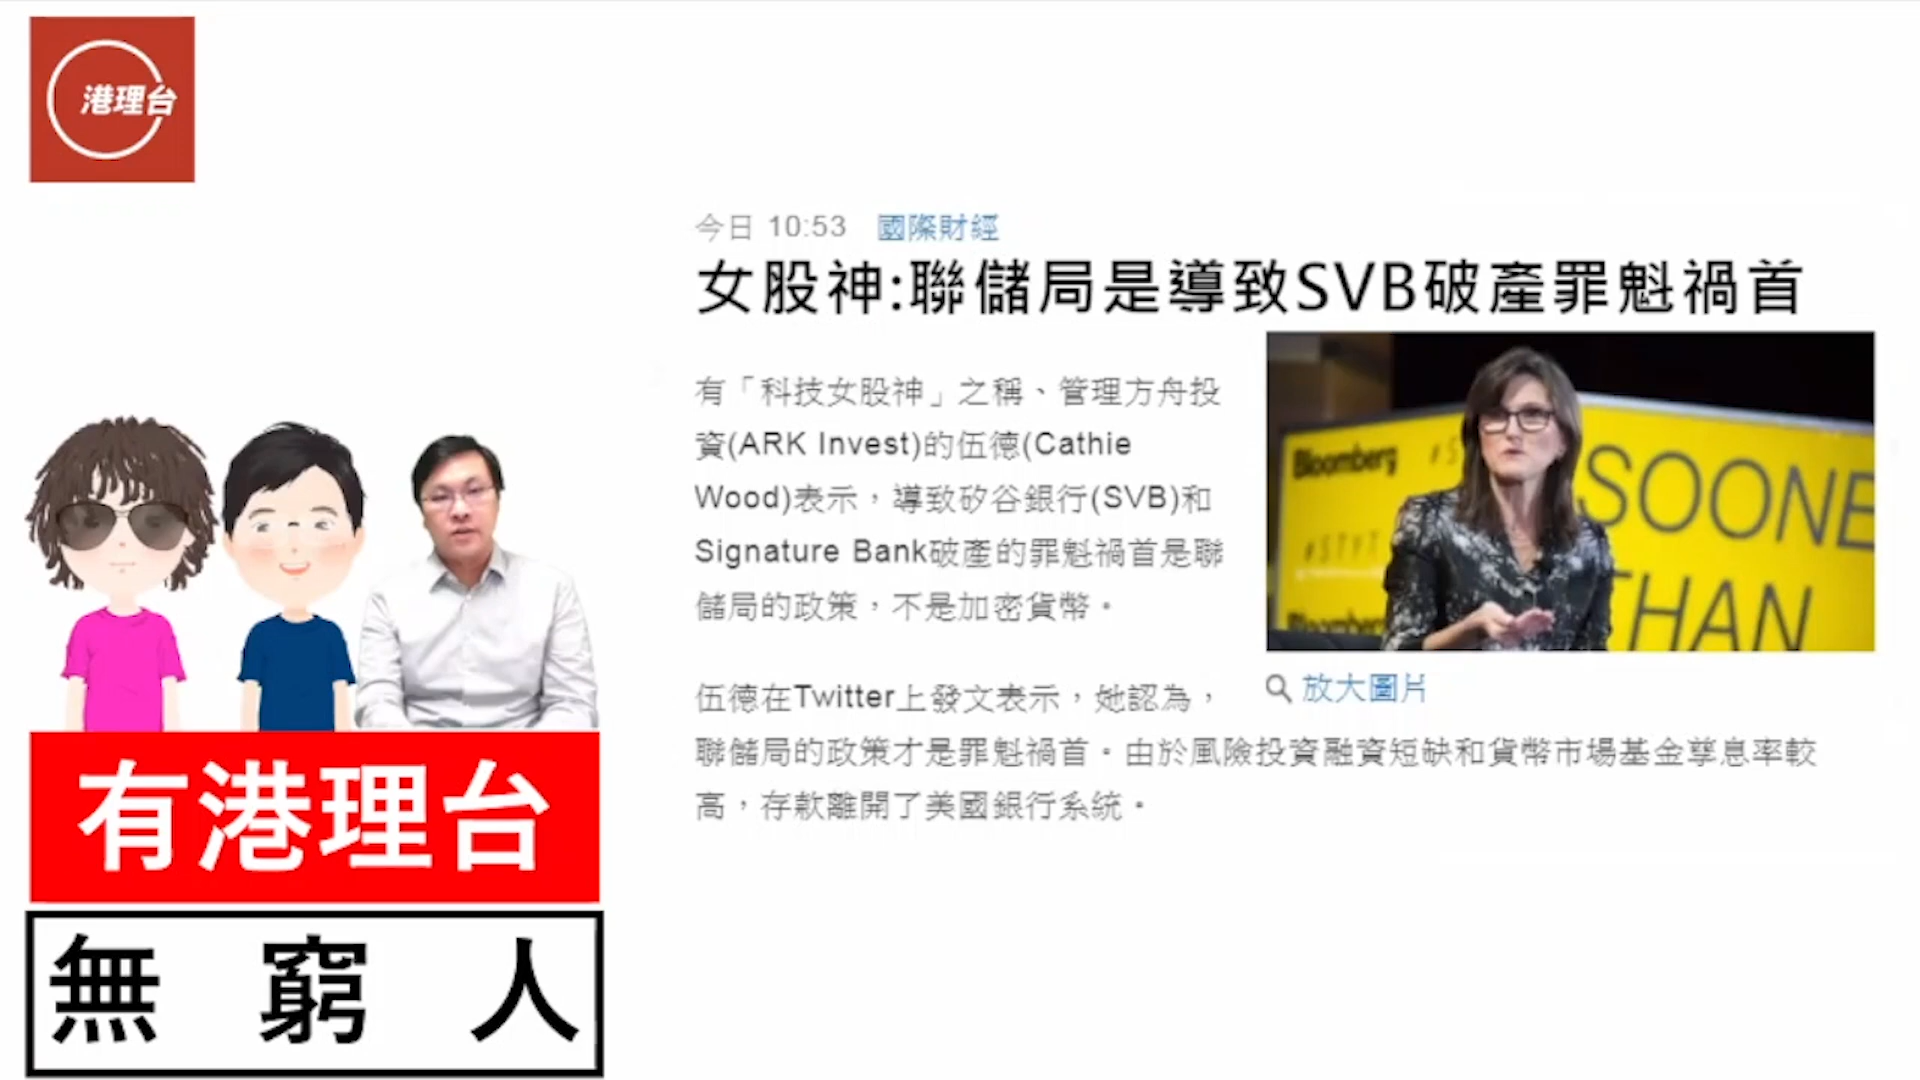 港理台
今日 10:53 國際財經
女股神:聯儲局是導致SVB破產罪魁禍首
有「科技女股神」之稱、管理方舟投
資(ARK Invest)的伍德(Cathie
Wood)表示，導致矽谷銀行(SVB)和
Signature Bank破產的罪魁禍首是聯
儲局的政策，不是加密貨幣。
Bloomberg
SOONE
THAN
Bloomberg
放大圖片
伍德在Twitter上發文表示，她認為，
聯儲局的政策才是罪魁禍首。由於風險投資融資短缺和貨幣市場基金孳息率較
高，存款離開了美國銀行系統。
有港理台
無窮人